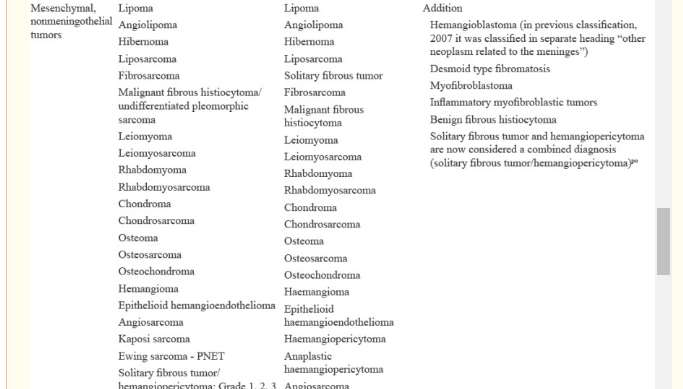 Mesenchymal,
nonmeningothelial
tumors
Lipoma
Angiolipoma
Hibernoma
Liposarcoma
Fibrosarcoma
Malignant fibrous histiocytoma/
undifferentiated pleomorphic
sarcoma
Leiomyoma
Leiomyosarcoma
Rhabdomyoma
Rhabdomyosarcoma
Chondroma
Chondrosarcoma
Osteoma
Osteosarcoma
Osteochondroma
Hemangioma
Epithelioid hemangioendothelioma
Angiosarcoma
Kaposi sarcoma
Ewing sarcoma - PNET
Solitary fibrous tumor/
hemangiopericytoma: Grade 1, 2, 3
Lipoma
Angiolipoma
Hibernoma
Liposarcoma
Solitary fibrous tumor
Fibrosarcoma
Malignant fibrous
histiocytoma
Leiomyoma
Leiomyosarcoma
Rhabdomyoma
Rhabdomyosarcoma
Chondroma
Chondrosarcoma
Osteoma
Osteosarcoma
Osteochondroma
Haemangioma
Epithelioid
haemangioendothelioma
Haemangiopericytoma
Anaplastic
haemangiopericytoma
Angiosarcoma
Addition
Hemangioblastoma (in previous classification,
2007 it was classified in separate heading “other
neoplasm related to the meninges”)
Desmoid type fibromatosis
Myofibroblastoma
Inflammatory myofibroblastic tumors
Benign fibrous histiocytoma
Solitary fibrous tumor and hemangiopericytoma
are now considered a combined diagnosis
(solitary fibrous tumor/hemangiopericytoma)